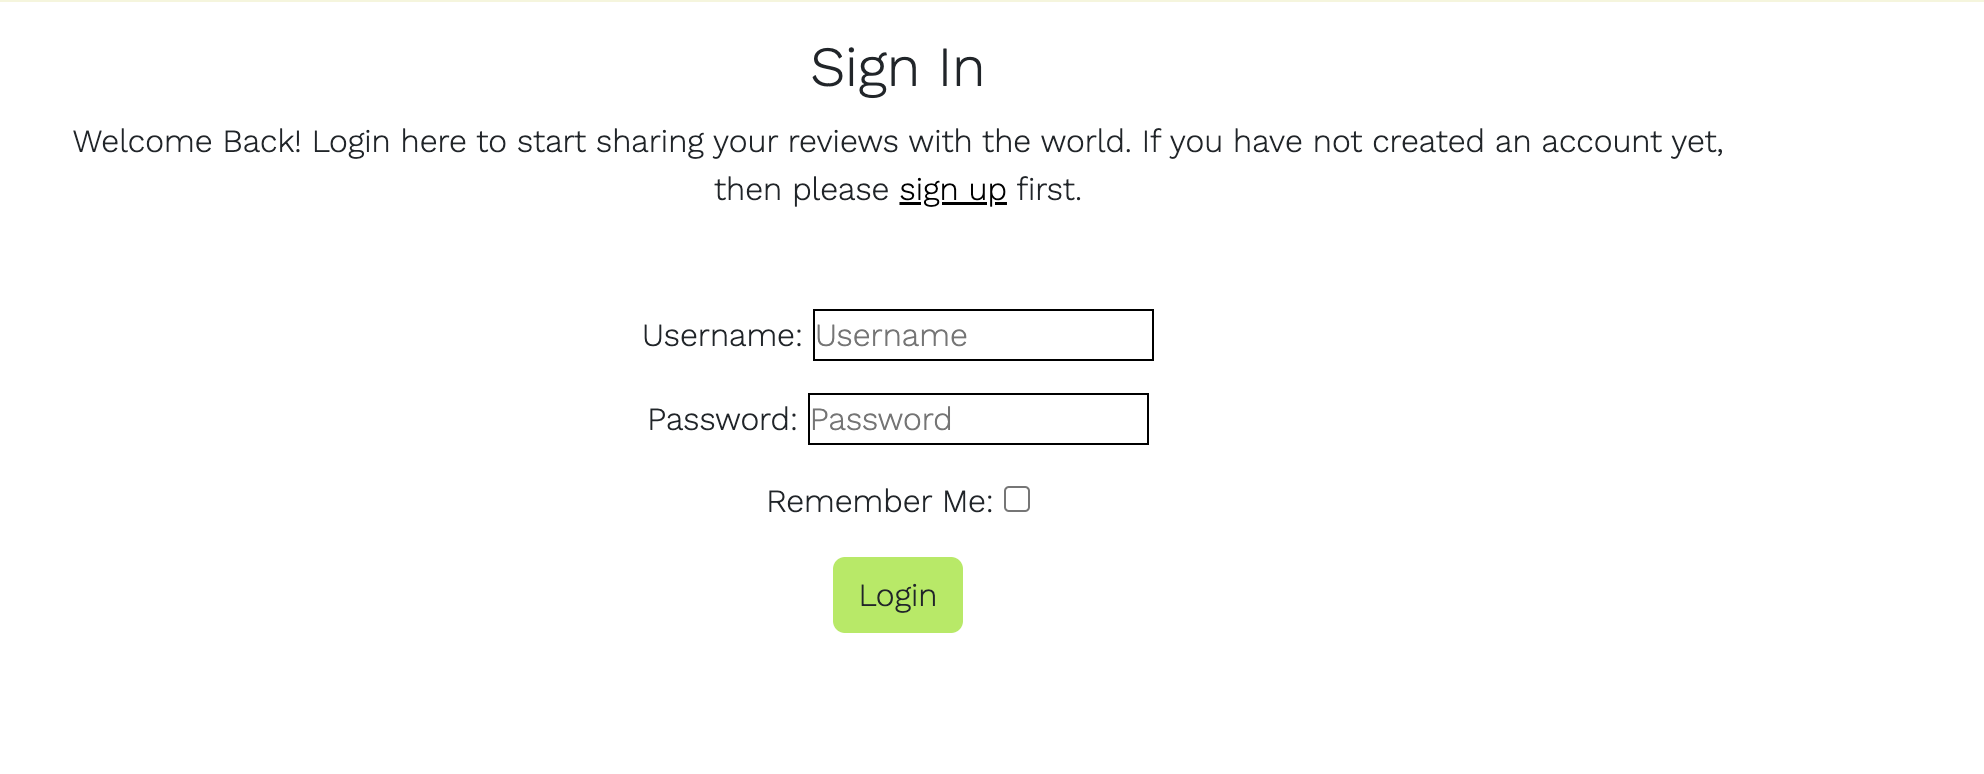 Sign In
Welcome Back! Login here to start sharing your reviews with the world. If you have not created an account yet,
then please sign up first.
Username: Username
Password: Password
Remember Me:
Login